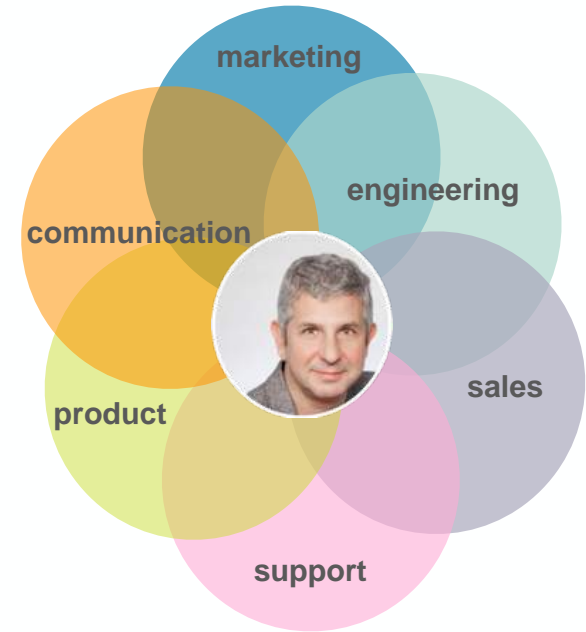 marketing
engineering
communication
sales
product
support